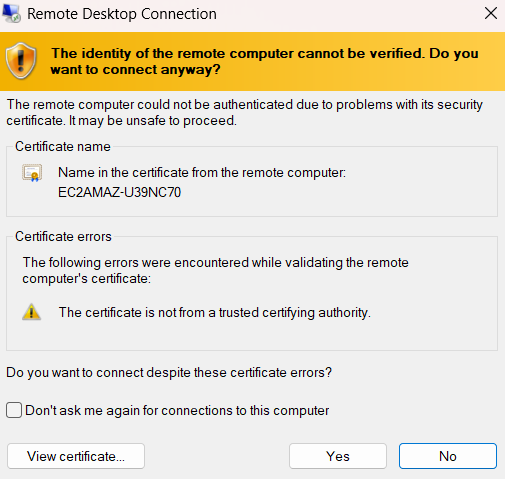 Remote Desktop Connection
The identity of the remote computer cannot be verified. Do you
want to connect anyway?
The remote computer could not be authenticated due to problems with its security
certificate. It may be unsafe to proceed.
Certificate name
Name in the certificate from the remote computer:
EC2AMAZ-U39NC70
Certificate errors
The following errors were encountered while validating the remote
computer's certificate:
The certificate is not from a trusted certifying authority.
Do you want to connect despite these certificate errors?
Don't ask me again for connections to this computer
View certificate...
Yes
No